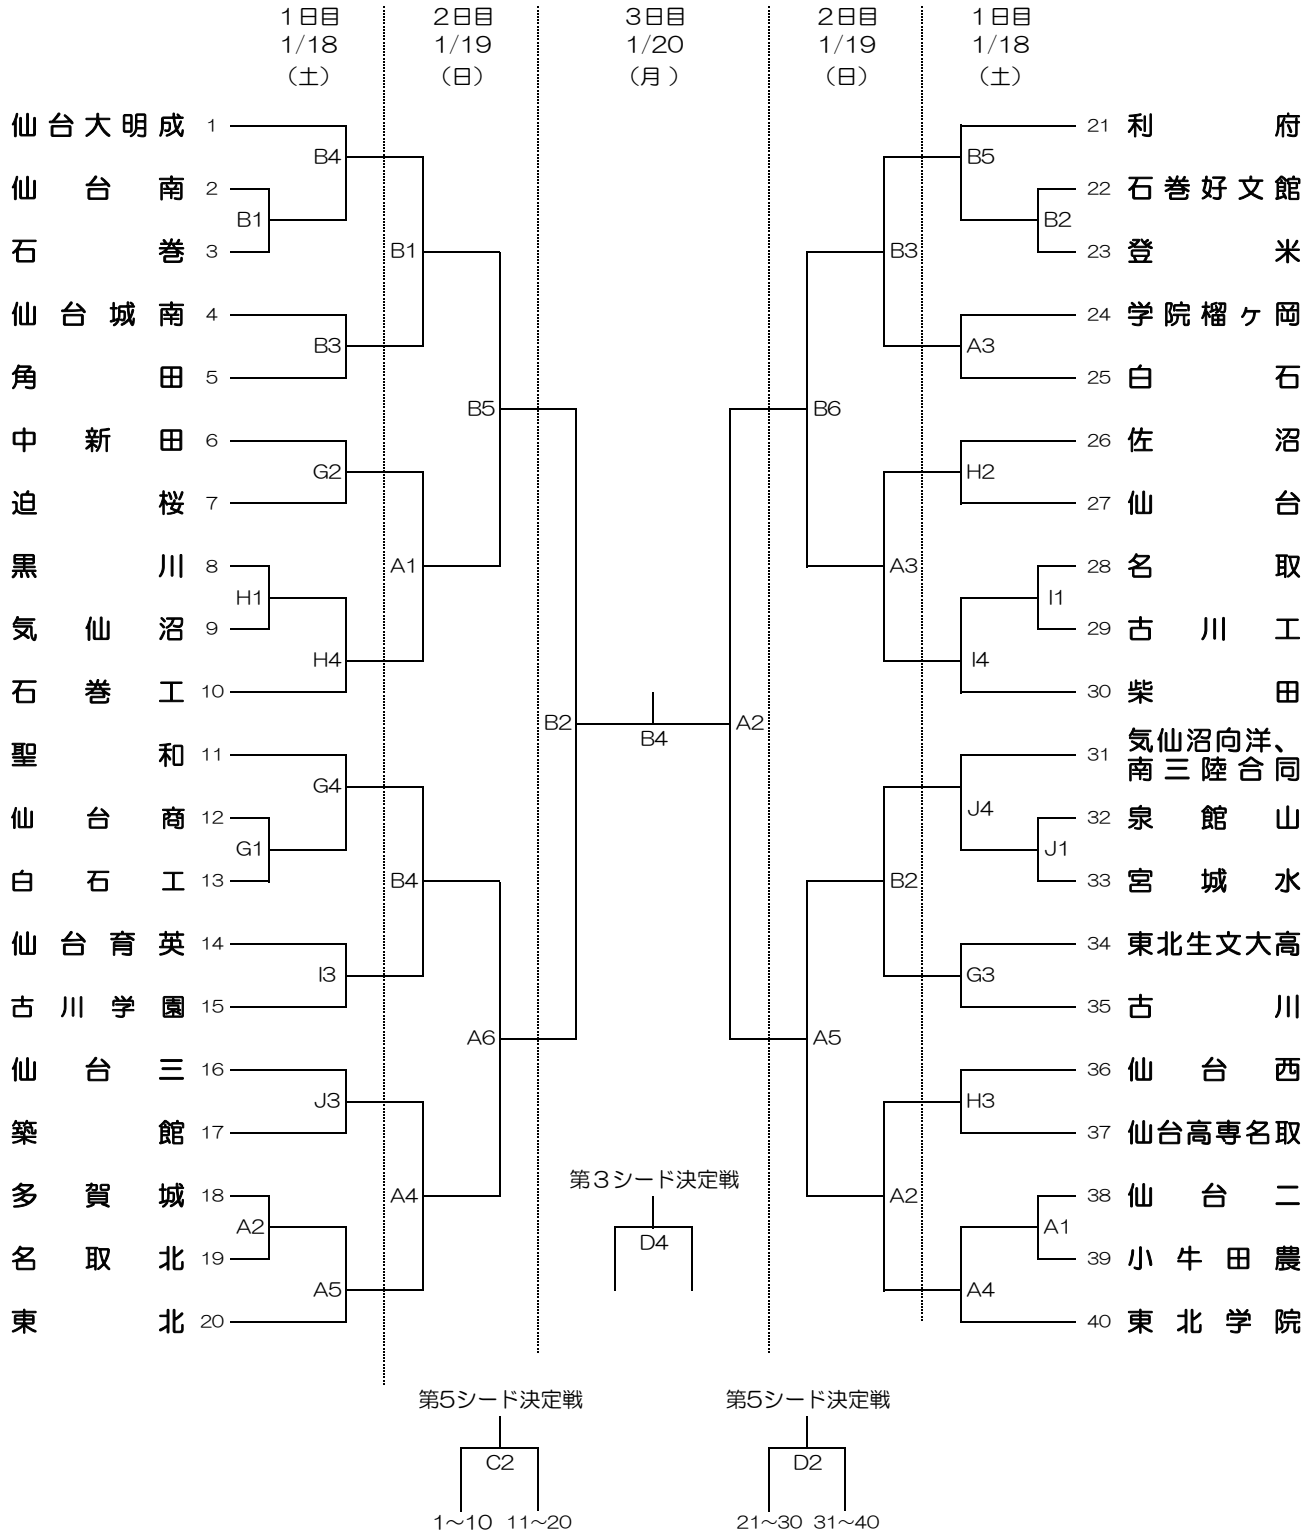 1日目 2日目 3日目 2日目 1日目
1/18 1/19 1/20 1/19 1/18
（土） （日） （月） （日） （土）
仙台大明成 1 21 利府
B4 B5
仙台南 2 22 石巻好文館
B1 B2
石巻 3 B1 B3 23 登米
仙台城南 4 24 学院榴ヶ岡
B3 A3
角田 5 25 白石
B5 B6
中新田 6 26 佐沼
G2 H2
迫桜 7 27 仙台
黒川 8 A1 A3 28 名取
H1 I1
気仙沼 9 29 古川工
H4 I4
石巻工 10 30 柴田
B2 A2
B4
聖和 11 31 気仙沼向洋、
南三陸合同
G4 J4
仙台商 12 32 泉館山
G1 J1
白石工 13 B4 B2 33 宮城水
仙台育英 14 34 東北生文大高
I3 G3
古川学園 15 35 古川
A6 A5
仙台三 16 36 仙台西
J3 H3
築館 17 37 仙台高専名取
第3シード決定戦
多賀城 18 A4 A2 38 仙台二
A2 A1
D4
名取北 19 39 小牛田農
A5 A4
東北 20 40 東北学院
第5シード決定戦 第5シード決定戦
C2 D2
1～10 11～20 21～30 31～40